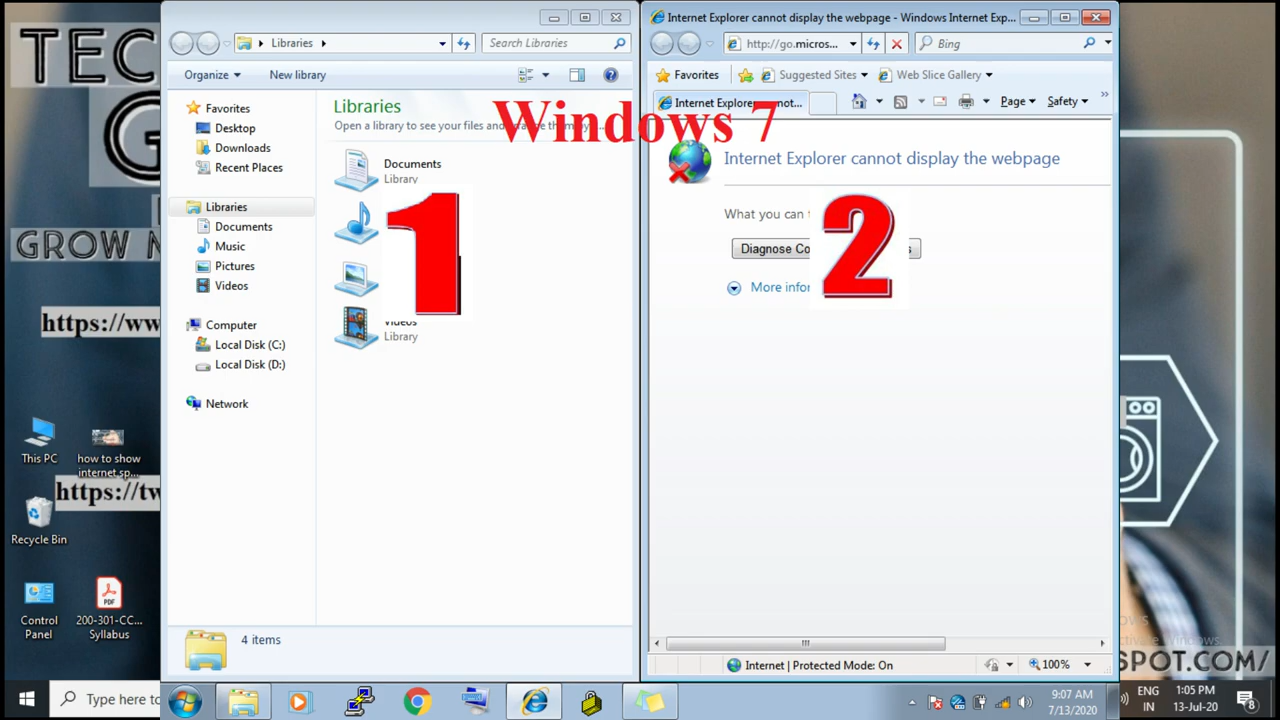 TEC
G
GROW M
https://ww
This PC
how to show
internet sp...
https://tw
Recycle Bin
Control
Panel
200-301-CC...
Syllabus
Type here to
Libraries
Search Libraries
Organize
New library
Favorites
Desktop
Downloads
Recent Places
Libraries
Documents
Music
Pictures
Videos
Computer
Local Disk (C:)
Local Disk (D:)
Network
Libraries
Open a library to see your files and
Documents
Library
1
Videos
Library
4 items
Windows 7
Internet Explorer cannot display the webpage - Windows Internet Exp...
http://go.micros...
Bing
Favorites
Suggested Sites
Web Slice Gallery
Internet Explorer cannot...
Page
Safety
Internet Explorer cannot display the webpage
What you can
Diagnose Co
s
More infor
2
Internet | Protected Mode: On
100%
9:07 AM
7/13/2020
SPOT.COM/
ENG
IN
1:05 PM
13-Jul-20
8